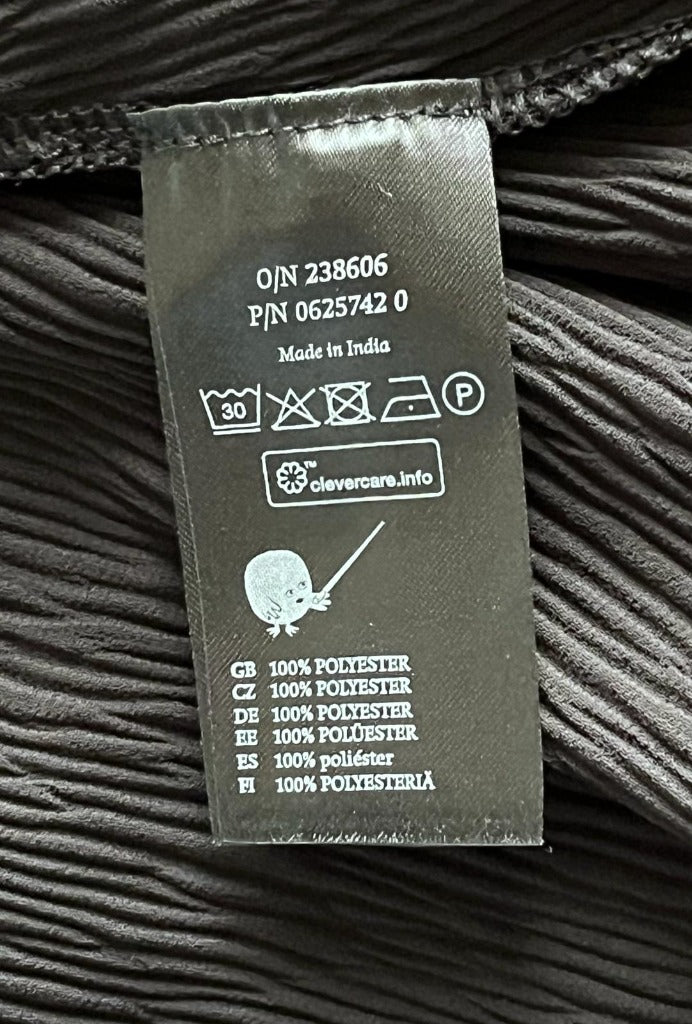 O/N 238606
P/N 0625742 0
Made in India
30 P
™ clevercare.info
GB 100% POLYESTER
CZ 100% POLYESTER
DE 100% POLYESTER
EE 100% POLÜESTER
ES 100% poliéster
FI 100% POLYESTERIÄ